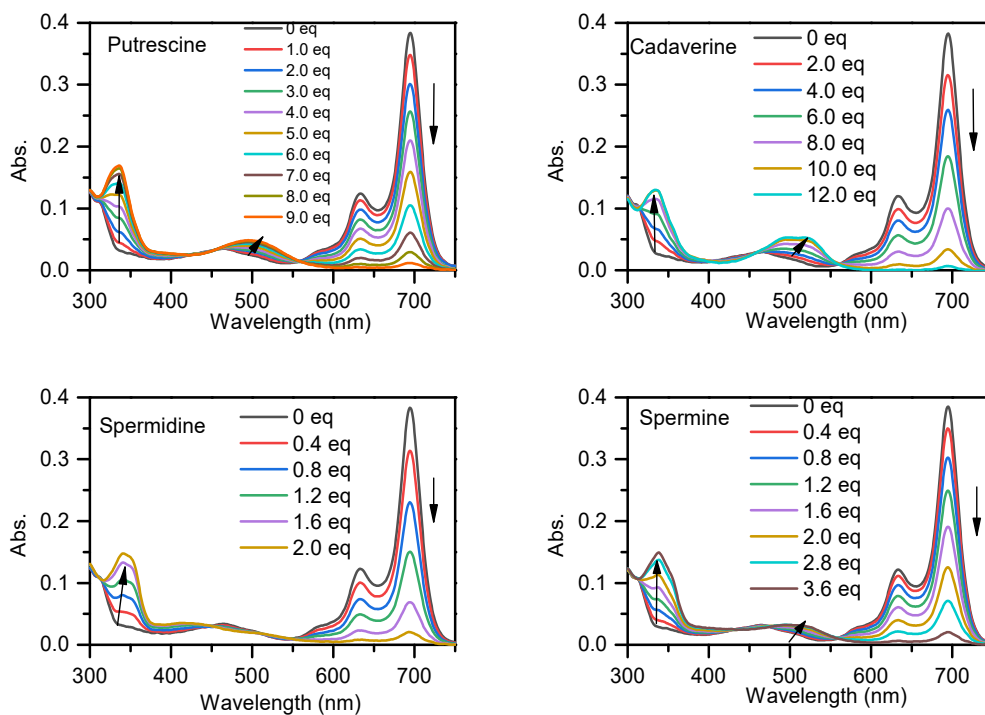 Putrescine
0 eq
1.0 eq
2.0 eq
3.0 eq
4.0 eq
5.0 eq
6.0 eq
7.0 eq
8.0 eq
9.0 eq
0.4
0.3
0.2
0.1
0.0
Abs.
300 400 500 600 700
Wavelength (nm)
Cadaverine
0 eq
2.0 eq
4.0 eq
6.0 eq
8.0 eq
10.0 eq
12.0 eq
0.4
0.3
0.2
0.1
0.0
Abs.
300 400 500 600 700
Wavelength (nm)
Spermidine
0 eq
0.4 eq
0.8 eq
1.2 eq
1.6 eq
2.0 eq
0.4
0.3
0.2
0.1
0.0
Abs.
300 400 500 600 700
Wavelength (nm)
Spermine
0 eq
0.4 eq
0.8 eq
1.2 eq
1.6 eq
2.0 eq
2.8 eq
3.6 eq
0.4
0.3
0.2
0.1
0.0
Abs.
300 400 500 600 700
Wavelength (nm)